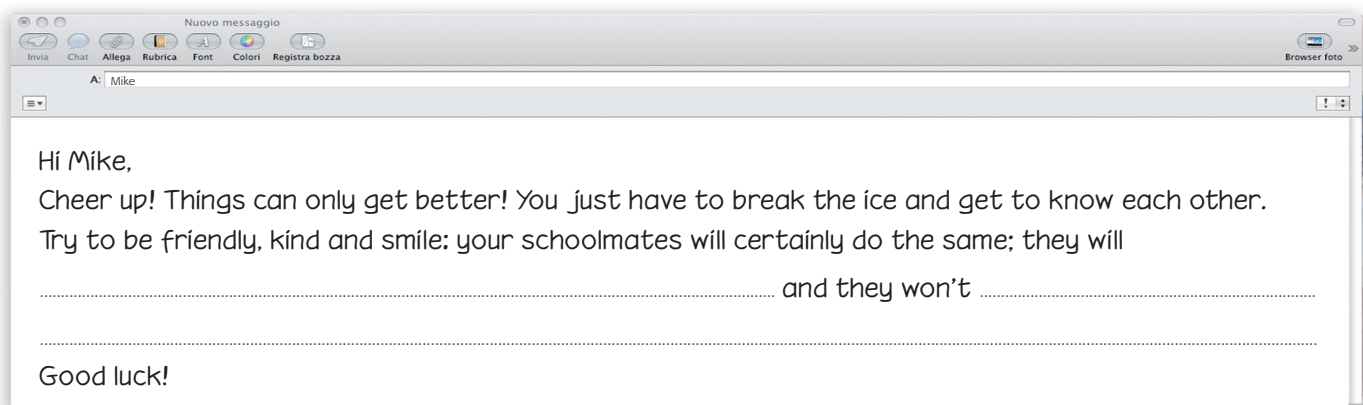 Nuovo messaggio
Invia Chat Allega Rubrica Font Colori Registra bozza Browser foto
A: Mike
Hi Mike,
Cheer up! Things can only get better! You just have to break the ice and get to know each other.
Try to be friendly, kind and smile: your schoolmates will certainly do the same; they will
and they won't
Good luck!